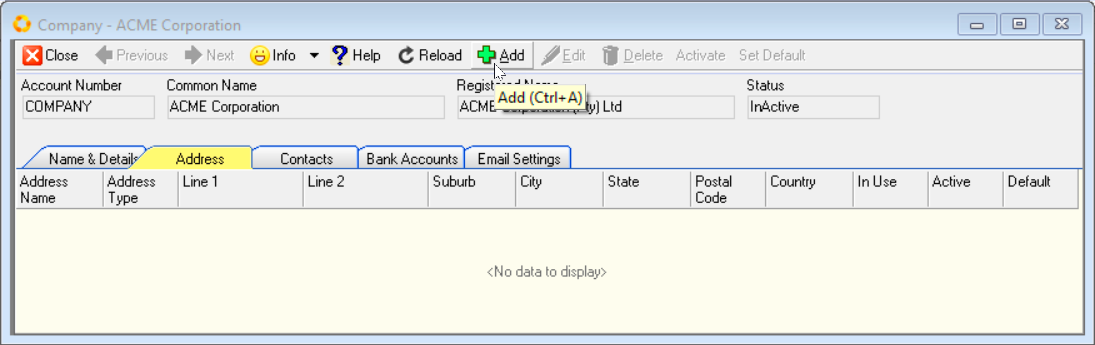 Company - ACME Corporation
Close Previous Next Info Help Reload Add Edit Delete Activate Set Default
Account Number Common Name Registered Name Status
COMPANY ACME Corporation ACME Corporation (Pty) Ltd InActive
Add (Ctrl+A)
Name & Details Address Contacts Bank Accounts Email Settings
Address Address Line 1 Line 2 Suburb City State Postal Country In Use Active Default
Name Type Code
<No data to display>